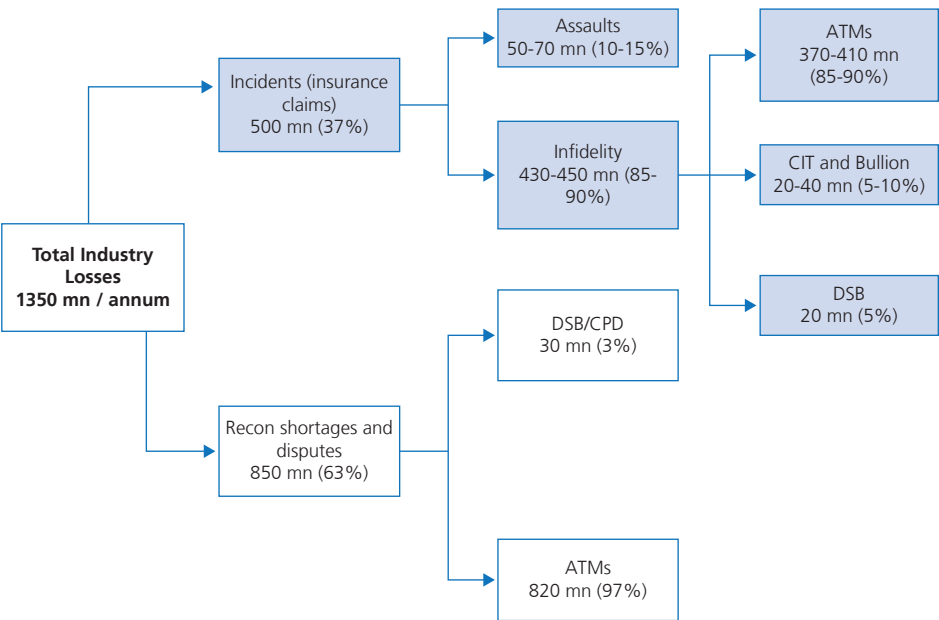 Total Industry
Losses
1350 mn / annum
Incidents (insurance
claims)
500 mn (37%)
Assaults
50-70 mn (10-15%)
Infidelity
430-450 mn (85-
90%)
ATMs
370-410 mn
(85-90%)
CIT and Bullion
20-40 mn (5-10%)
DSB
20 mn (5%)
Recon shortages and
disputes
850 mn (63%)
DSB/CPD
30 mn (3%)
ATMs
820 mn (97%)